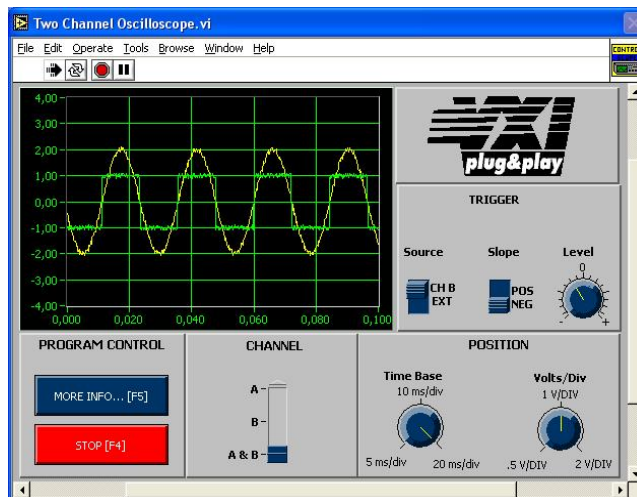 Two Channel Oscilloscope.vi
File Edit Operate Tools Browse Window Help
CONTRO
4,00
3,00
2,00
1,00
0,00
-1,00
-2,00
-3,00
-4,00
0,000 0,020 0,040 0,060 0,080 0,100
VXI
plug&play
TRIGGER
Source Slope Level
0
CH B
EXT
POS
NEG
- +
PROGRAM CONTROL
MORE INFO... [F5]
STOP [F4]
CHANNEL
A
B
A & B
POSITION
Time Base
10 ms/div
5 ms/div 20 ms/div
Volts/Div
1 V/DIV
.5 V/DIV 2 V/DIV